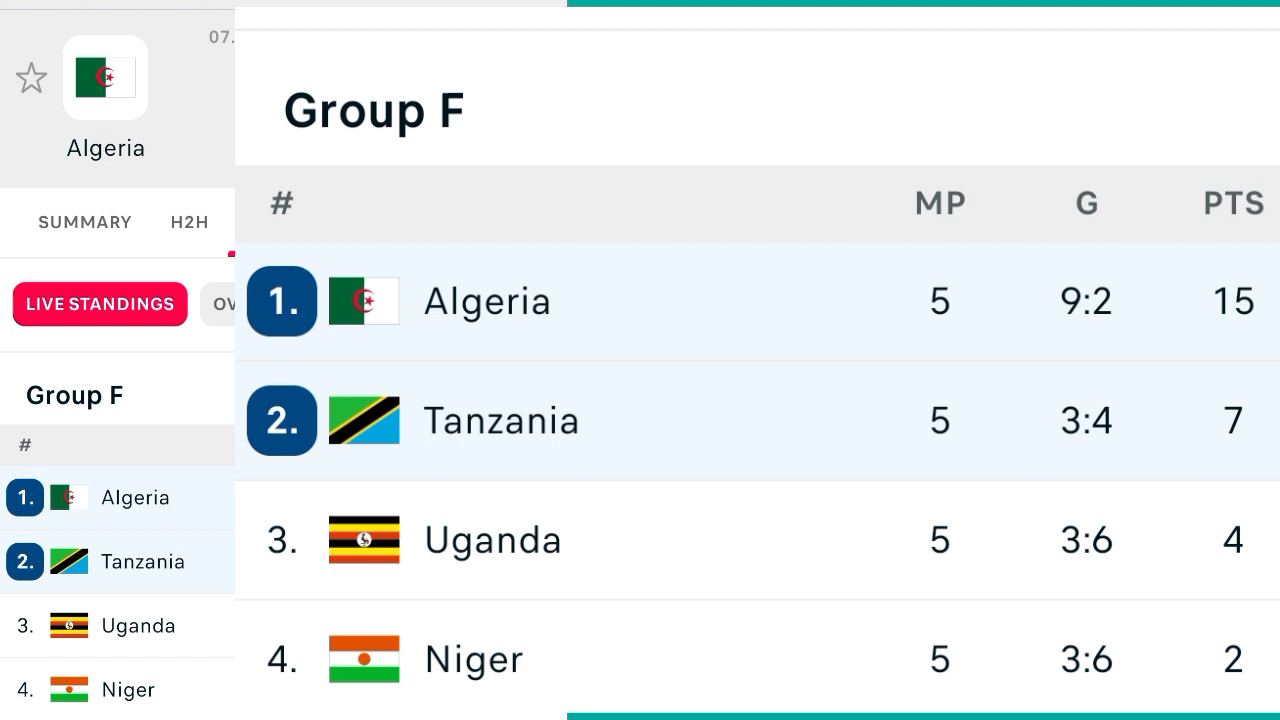 07.
Algeria
SUMMARY H2H
LIVE STANDINGS OV
Group F
#
1. Algeria
2. Tanzania
3. Uganda
4. Niger
Group F
# MP G PTS
1. Algeria 5 9:2 15
2. Tanzania 5 3:4 7
3. Uganda 5 3:6 4
4. Niger 5 3:6 2